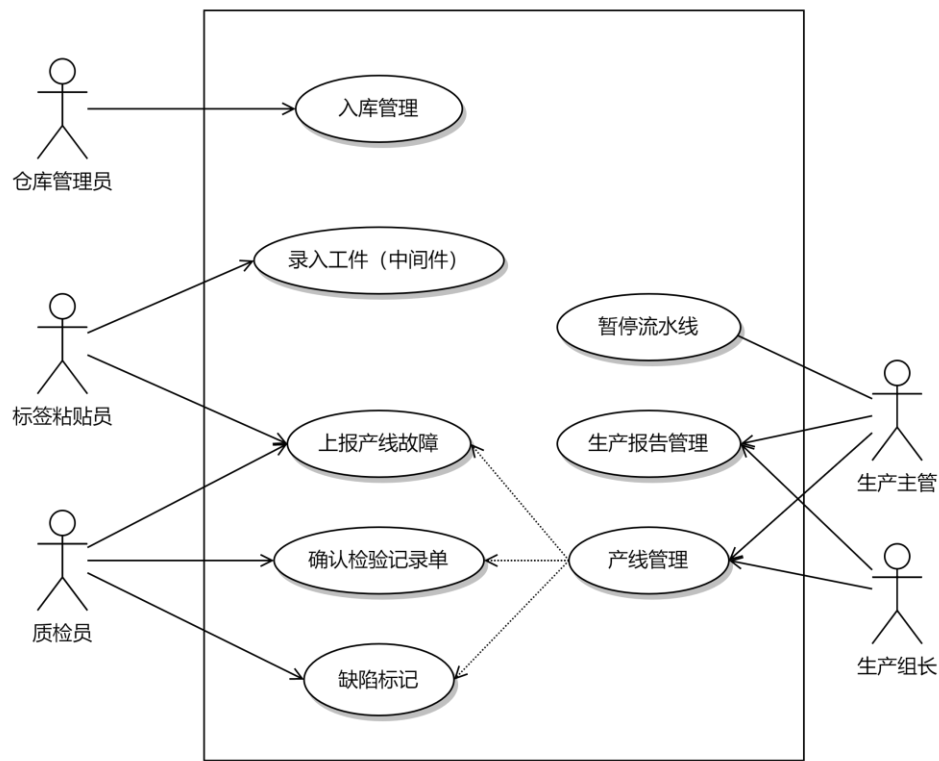 入库管理
仓库管理员
录入工件（中间件）
暂停流水线
标签粘贴员
上报产线故障
生产报告管理
生产主管
确认检验记录单
产线管理
质检员
生产组长
缺陷标记